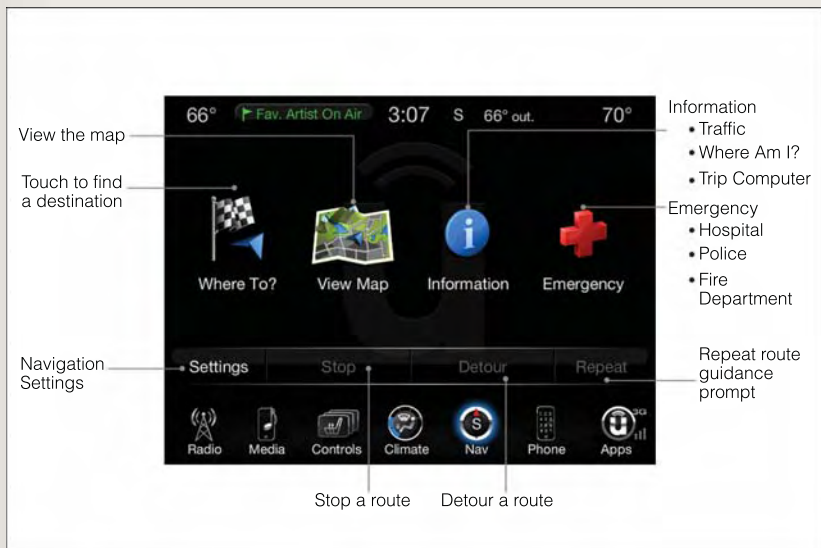 66° Fav. Artist On Air 3:07 S 66° out. 70°
View the map
Touch to find
a destination
Where To? View Map Information Emergency
Information
• Traffic
• Where Am I?
• Trip Computer
Emergency
• Hospital
• Police
• Fire
Department
Navigation
Settings
Settings Stop Detour Repeat
Repeat route
guidance
prompt
S 3G
Radio Media Controls Climate Nav Phone Apps
Stop a route Detour a route